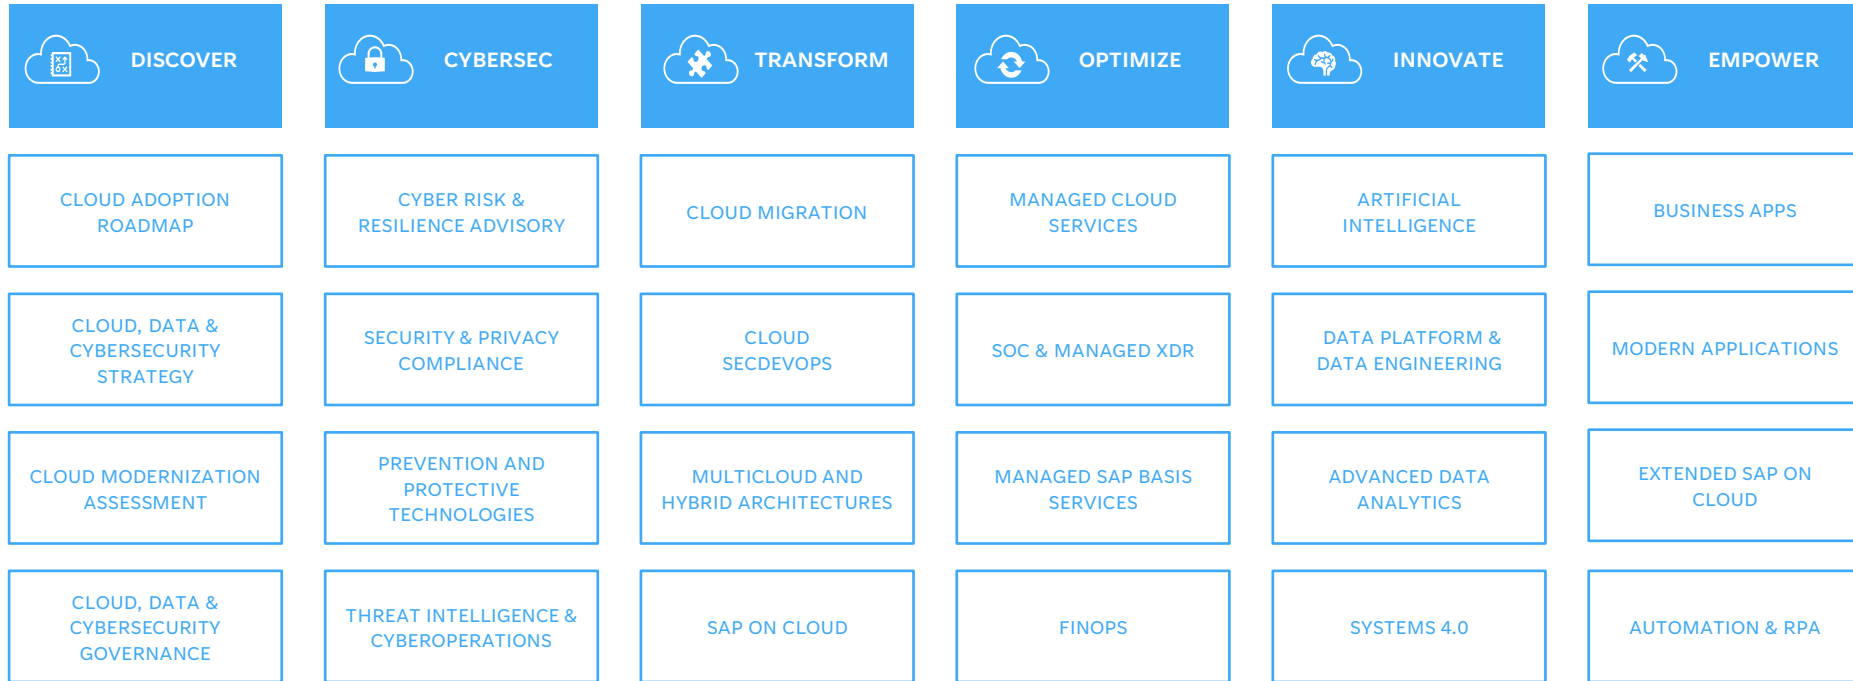 DISCOVER
CYBERSEC
TRANSFORM
OPTIMIZE
INNOVATE
EMPOWER
CLOUD ADOPTION
ROADMAP
CYBER RISK &
RESILIENCE ADVISORY
CLOUD MIGRATION
MANAGED CLOUD
SERVICES
ARTIFICIAL
INTELLIGENCE
BUSINESS APPS
CLOUD, DATA &
CYBERSECURITY
STRATEGY
SECURITY & PRIVACY
COMPLIANCE
CLOUD
SECDEVOPS
SOC & MANAGED XDR
DATA PLATFORM &
DATA ENGINEERING
MODERN APPLICATIONS
CLOUD MODERNIZATION
ASSESSMENT
PREVENTION AND
PROTECTIVE
TECHNOLOGIES
MULTICLOUD AND
HYBRID ARCHITECTURES
MANAGED SAP BASIS
SERVICES
ADVANCED DATA
ANALYTICS
EXTENDED SAP ON
CLOUD
CLOUD, DATA &
CYBERSECURITY
GOVERNANCE
THREAT INTELLIGENCE &
CYBEROPERATIONS
SAP ON CLOUD
FINOPS
SYSTEMS 4.0
AUTOMATION & RPA